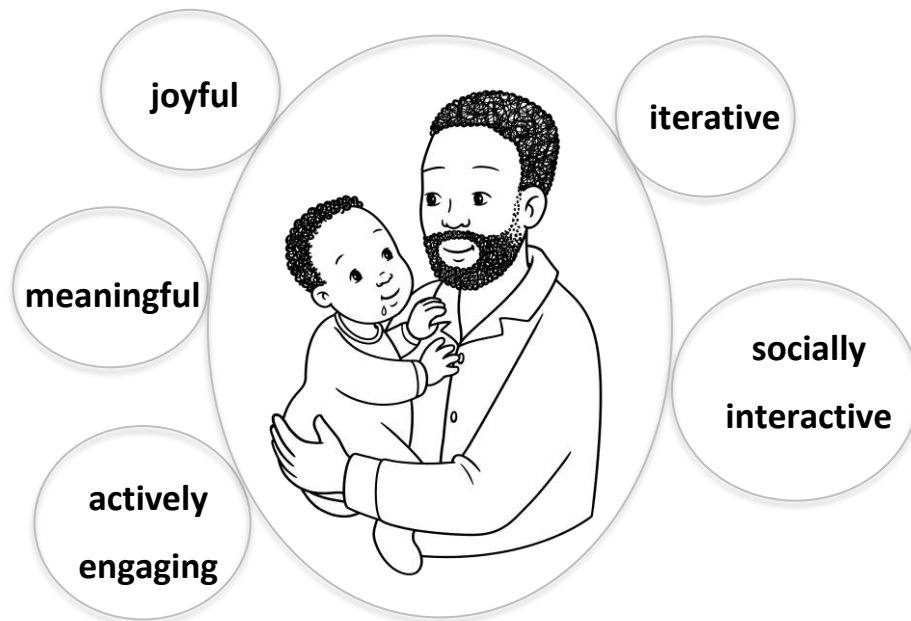 joyful
iterative
meaningful
socially
interactive
actively
engaging